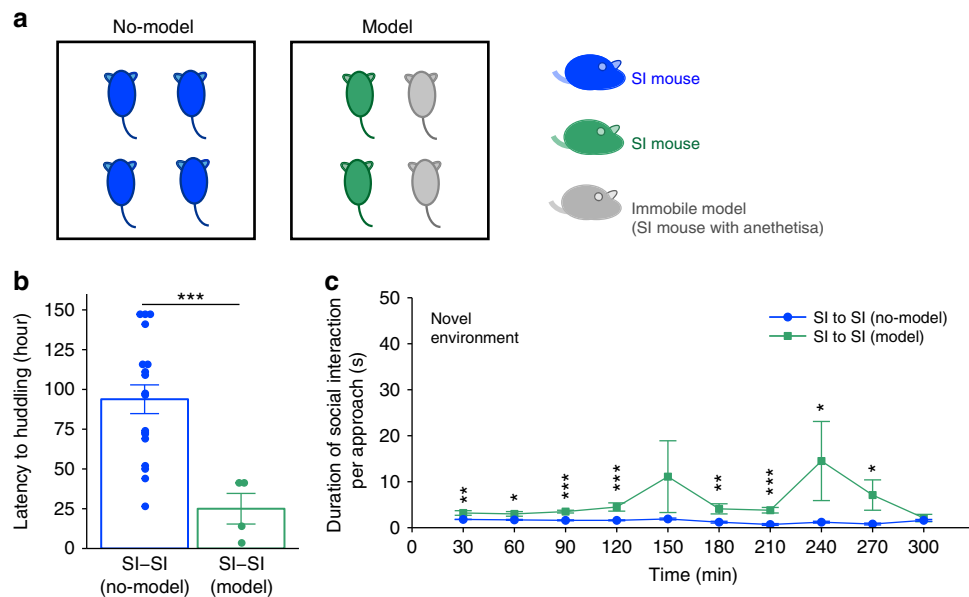 a
No-model
Model
SI mouse
SI mouse
Immobile model
(SI mouse with anethetisa)
b
Latency to huddling (hour)
150
125
100
75
50
25
0
***
SI–SI
(no-model)
SI–SI
(model)
c
Duration of social interaction
per approach (s)
50
40
30
20
10
0
Novel
environment
SI to SI (no-model)
SI to SI (model)
**
*
***
***
**
***
*
*
0 30 60 90 120 150 180 210 240 270 300
Time (min)